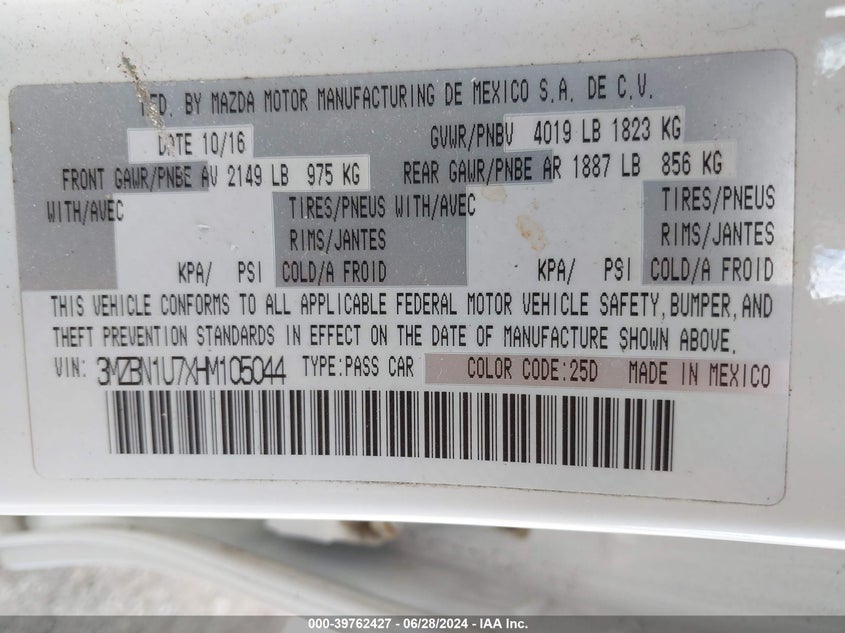 MFD. BY MAZDA MOTOR MANUFACTURING DE MEXICO S.A. DE C.V.
DATE 10/16 GVWR/PNBV 4019 LB 1823 KG
FRONT GAWR/PNBE AV 2149 LB 975 KG REAR GAWR/PNBE AR 1887 LB 856 KG
WITH/AVEC TIRES/PNEUS WITH/AVEC TIRES/PNEUS
RIMS/JANTES RIMS/JANTES
KPA/ PSI COLD/A FROID KPA/ PSI COLD/A FROID
THIS VEHICLE CONFORMS TO ALL APPLICABLE FEDERAL MOTOR VEHICLE SAFETY, BUMPER, AND
THEFT PREVENTION STANDARDS IN EFFECT ON THE DATE OF MANUFACTURE SHOWN ABOVE.
VIN: 3MZBN1U7XHM105044 TYPE: PASS CAR COLOR CODE: 25D MADE IN MEXICO
000-39762427 - 06/28/2024 - IAA Inc.